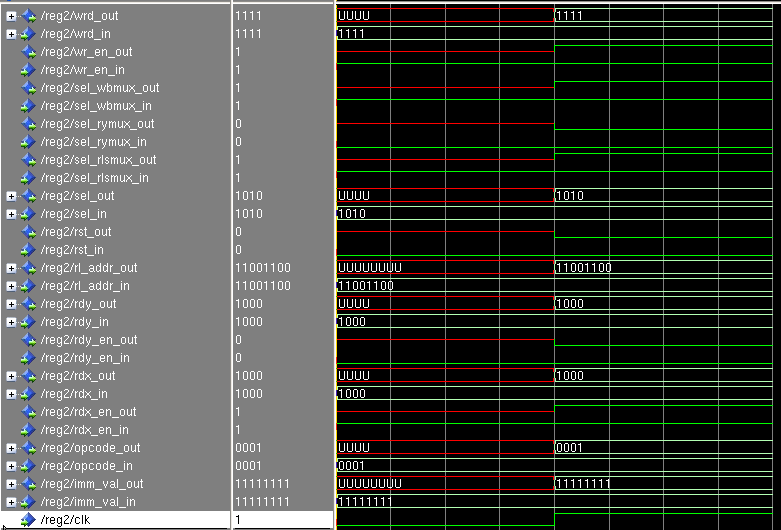 /reg2/wrd_out 1111 UUUU 1111
/reg2/wrd_in 1111 1111
/reg2/wr_en_out 1
/reg2/wr_en_in 1
/reg2/sel_wbmux_out 1
/reg2/sel_wbmux_in 1
/reg2/sel_rymux_out 0
/reg2/sel_rymux_in 0
/reg2/sel_rlsmux_out 1
/reg2/sel_rlsmux_in 1
/reg2/sel_out 1010 UUUU 1010
/reg2/sel_in 1010 1010
/reg2/rst_out 0
/reg2/rst_in 0
/reg2/rl_addr_out 11001100 UUUUUUUU 11001100
/reg2/rl_addr_in 11001100 11001100
/reg2/rdy_out 1000 UUUU 1000
/reg2/rdy_in 1000 1000
/reg2/rdy_en_out 0
/reg2/rdy_en_in 0
/reg2/rdx_out 1000 UUUU 1000
/reg2/rdx_in 1000 1000
/reg2/rdx_en_out 1
/reg2/rdx_en_in 1
/reg2/opcode_out 0001 UUUU 0001
/reg2/opcode_in 0001 0001
/reg2/imm_val_out 11111111 UUUUUUUU 11111111
/reg2/imm_val_in 11111111 11111111
/reg2/clk 1